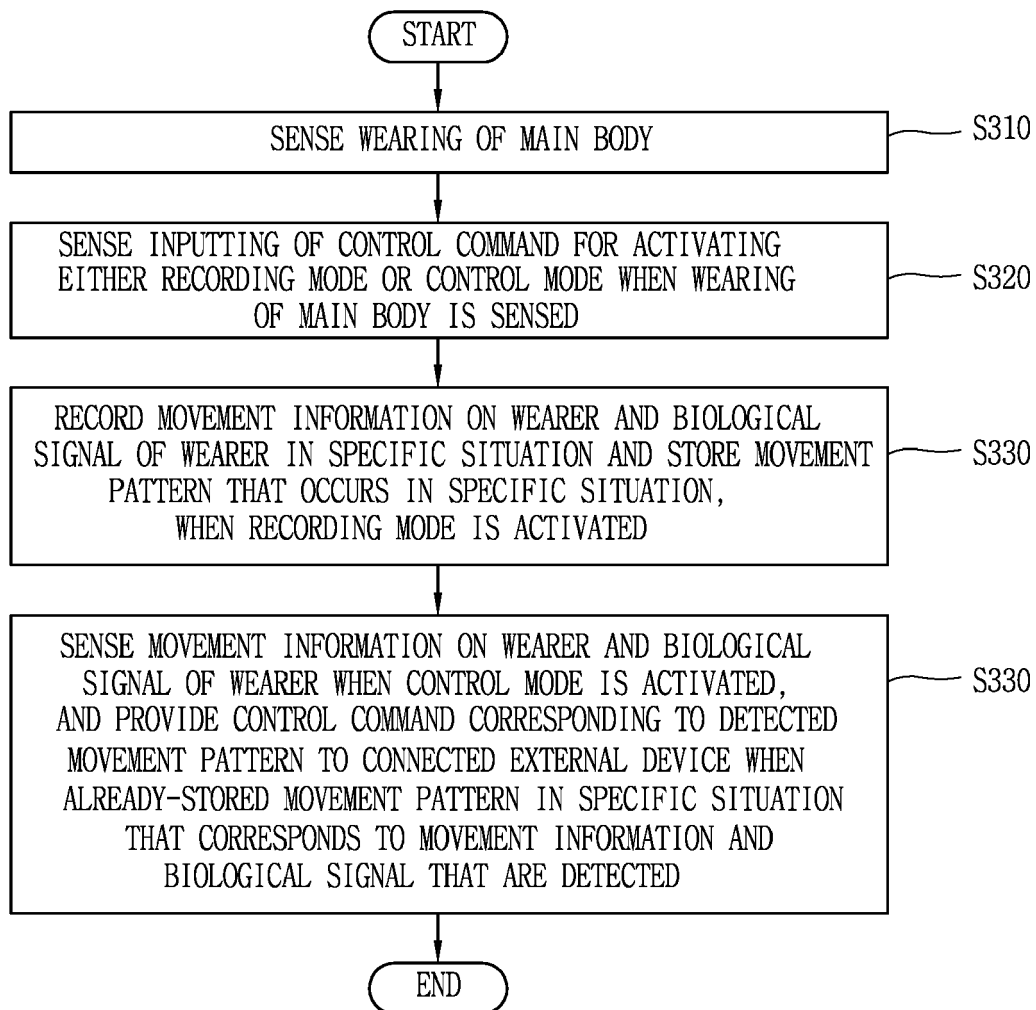 START
SENSE WEARING OF MAIN BODY
S310
SENSE INPUTTING OF CONTROL COMMAND FOR ACTIVATING
EITHER RECORDING MODE OR CONTROL MODE WHEN WEARING
OF MAIN BODY IS SENSED
S320
RECORD MOVEMENT INFORMATION ON WEARER AND BIOLOGICAL
SIGNAL OF WEARER IN SPECIFIC SITUATION AND STORE MOVEMENT
PATTERN THAT OCCURS IN SPECIFIC SITUATION,
WHEN RECORDING MODE IS ACTIVATED
S330
SENSE MOVEMENT INFORMATION ON WEARER AND BIOLOGICAL
SIGNAL OF WEARER WHEN CONTROL MODE IS ACTIVATED,
AND PROVIDE CONTROL COMMAND CORRESPONDING TO DETECTED
MOVEMENT PATTERN TO CONNECTED EXTERNAL DEVICE WHEN
ALREADY-STORED MOVEMENT PATTERN IN SPECIFIC SITUATION
THAT CORRESPONDS TO MOVEMENT INFORMATION AND
BIOLOGICAL SIGNAL THAT ARE DETECTED
S330
END